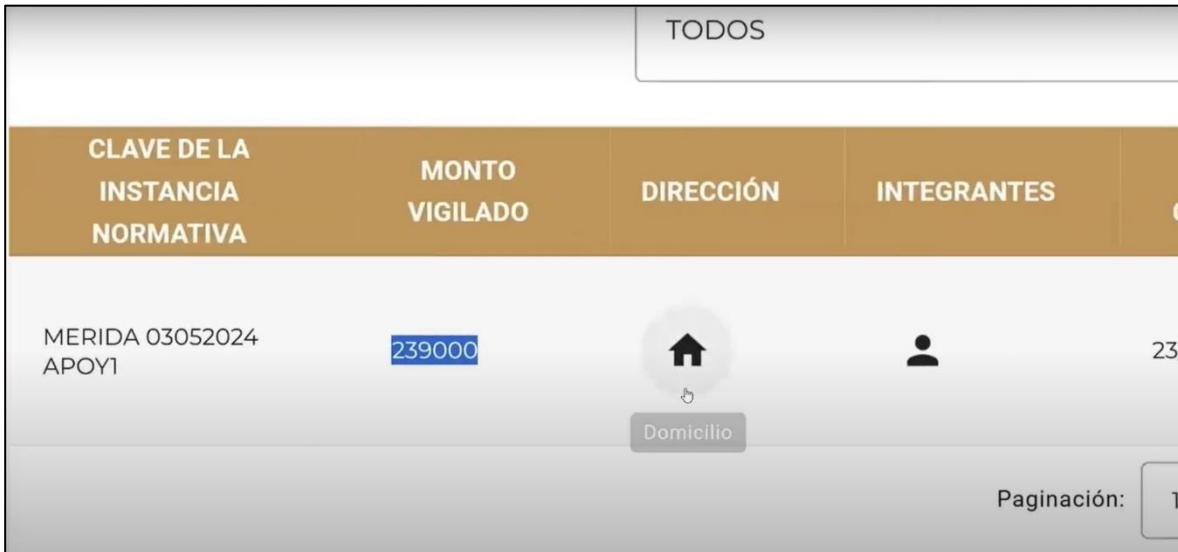 TODOS
CLAVE DE LA
INSTANCIA
NORMATIVA
MONTO
VIGILADO
DIRECCIÓN
INTEGRANTES
MERIDA 03052024
APOY1
239000
23
Domicilio
Paginación: